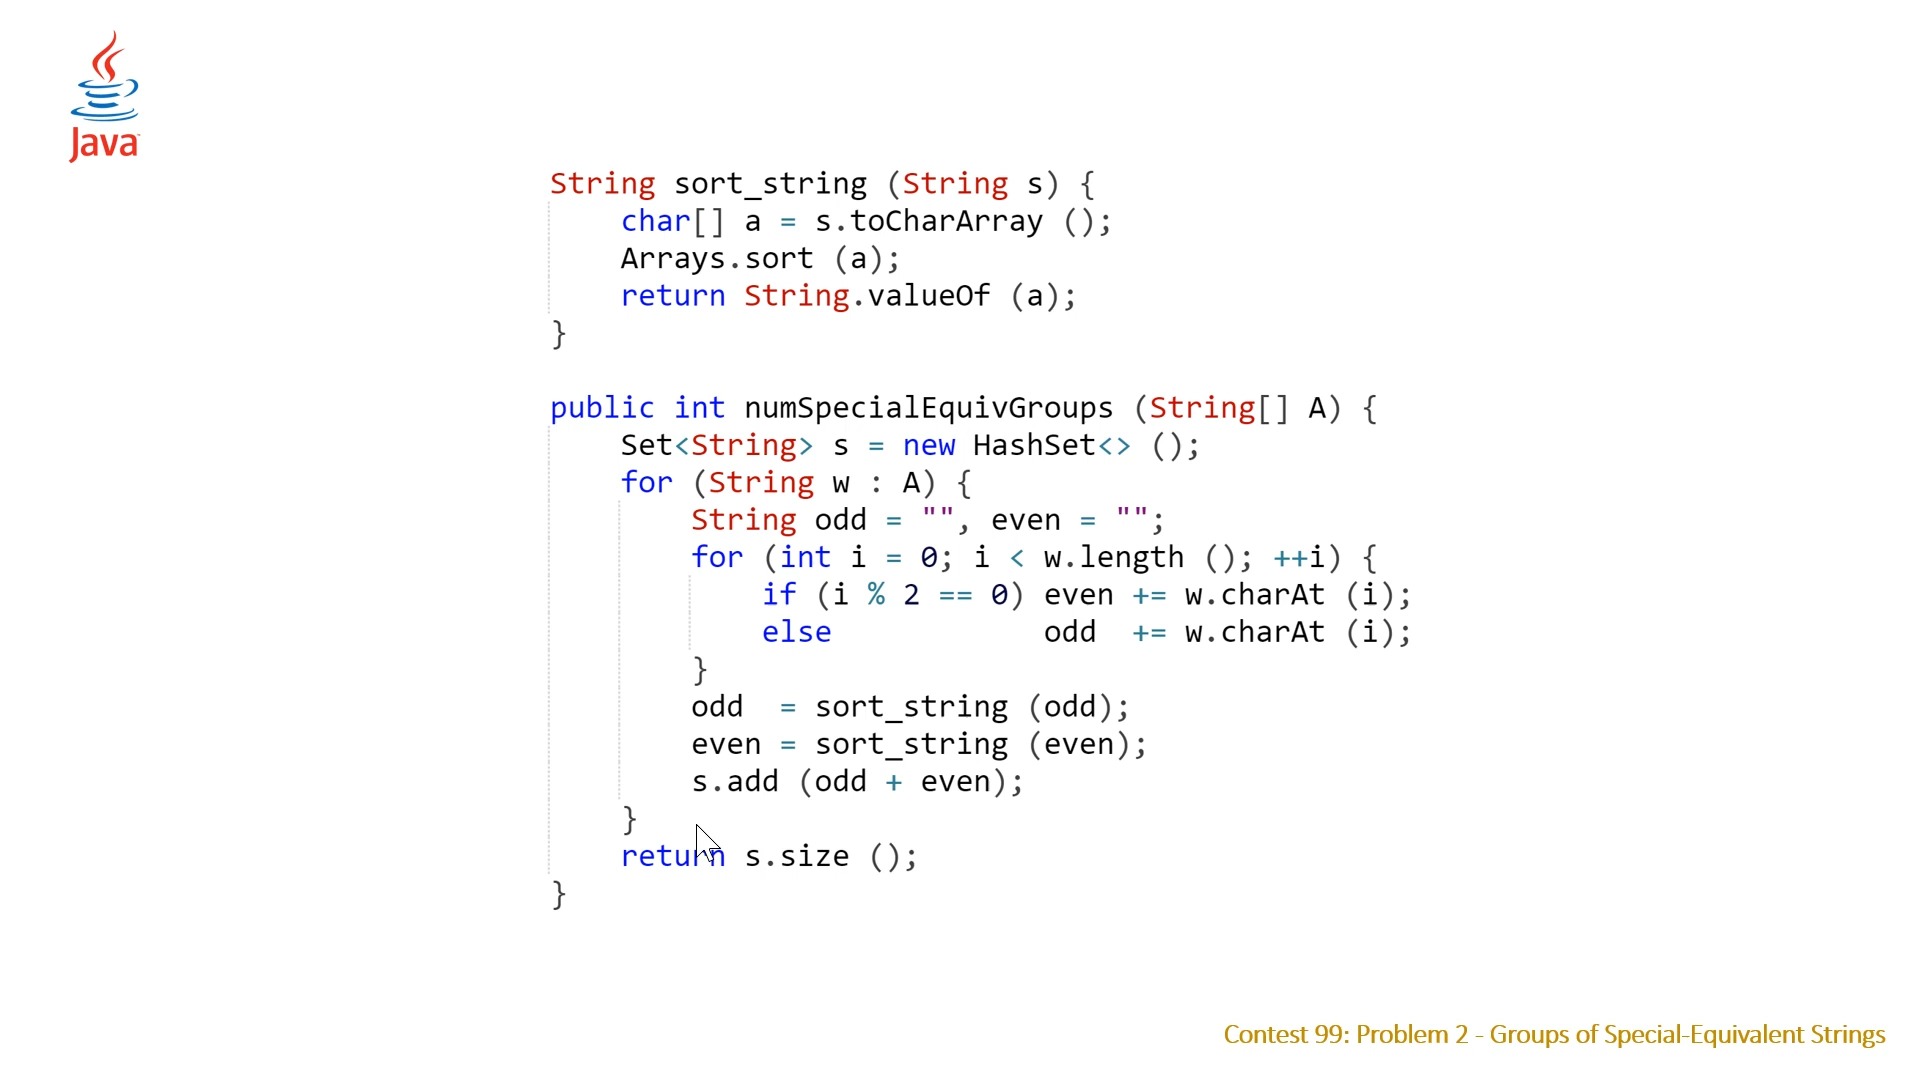 Java
String sort_string (String s) {
    char[] a = s.toCharArray ();
    Arrays.sort (a);
    return String.valueOf (a);
}
public int numSpecialEquivGroups (String[] A) {
    Set<String> s = new HashSet<> ();
    for (String w : A) {
        String odd = "", even = "";
        for (int i = 0; i < w.length (); ++i) {
            if (i % 2 == 0) even += w.charAt (i);
            else            odd  += w.charAt (i);
        }
        odd  = sort_string (odd);
        even = sort_string (even);
        s.add (odd + even);
    }
    return s.size ();
}
Contest 99: Problem 2 - Groups of Special-Equivalent Strings